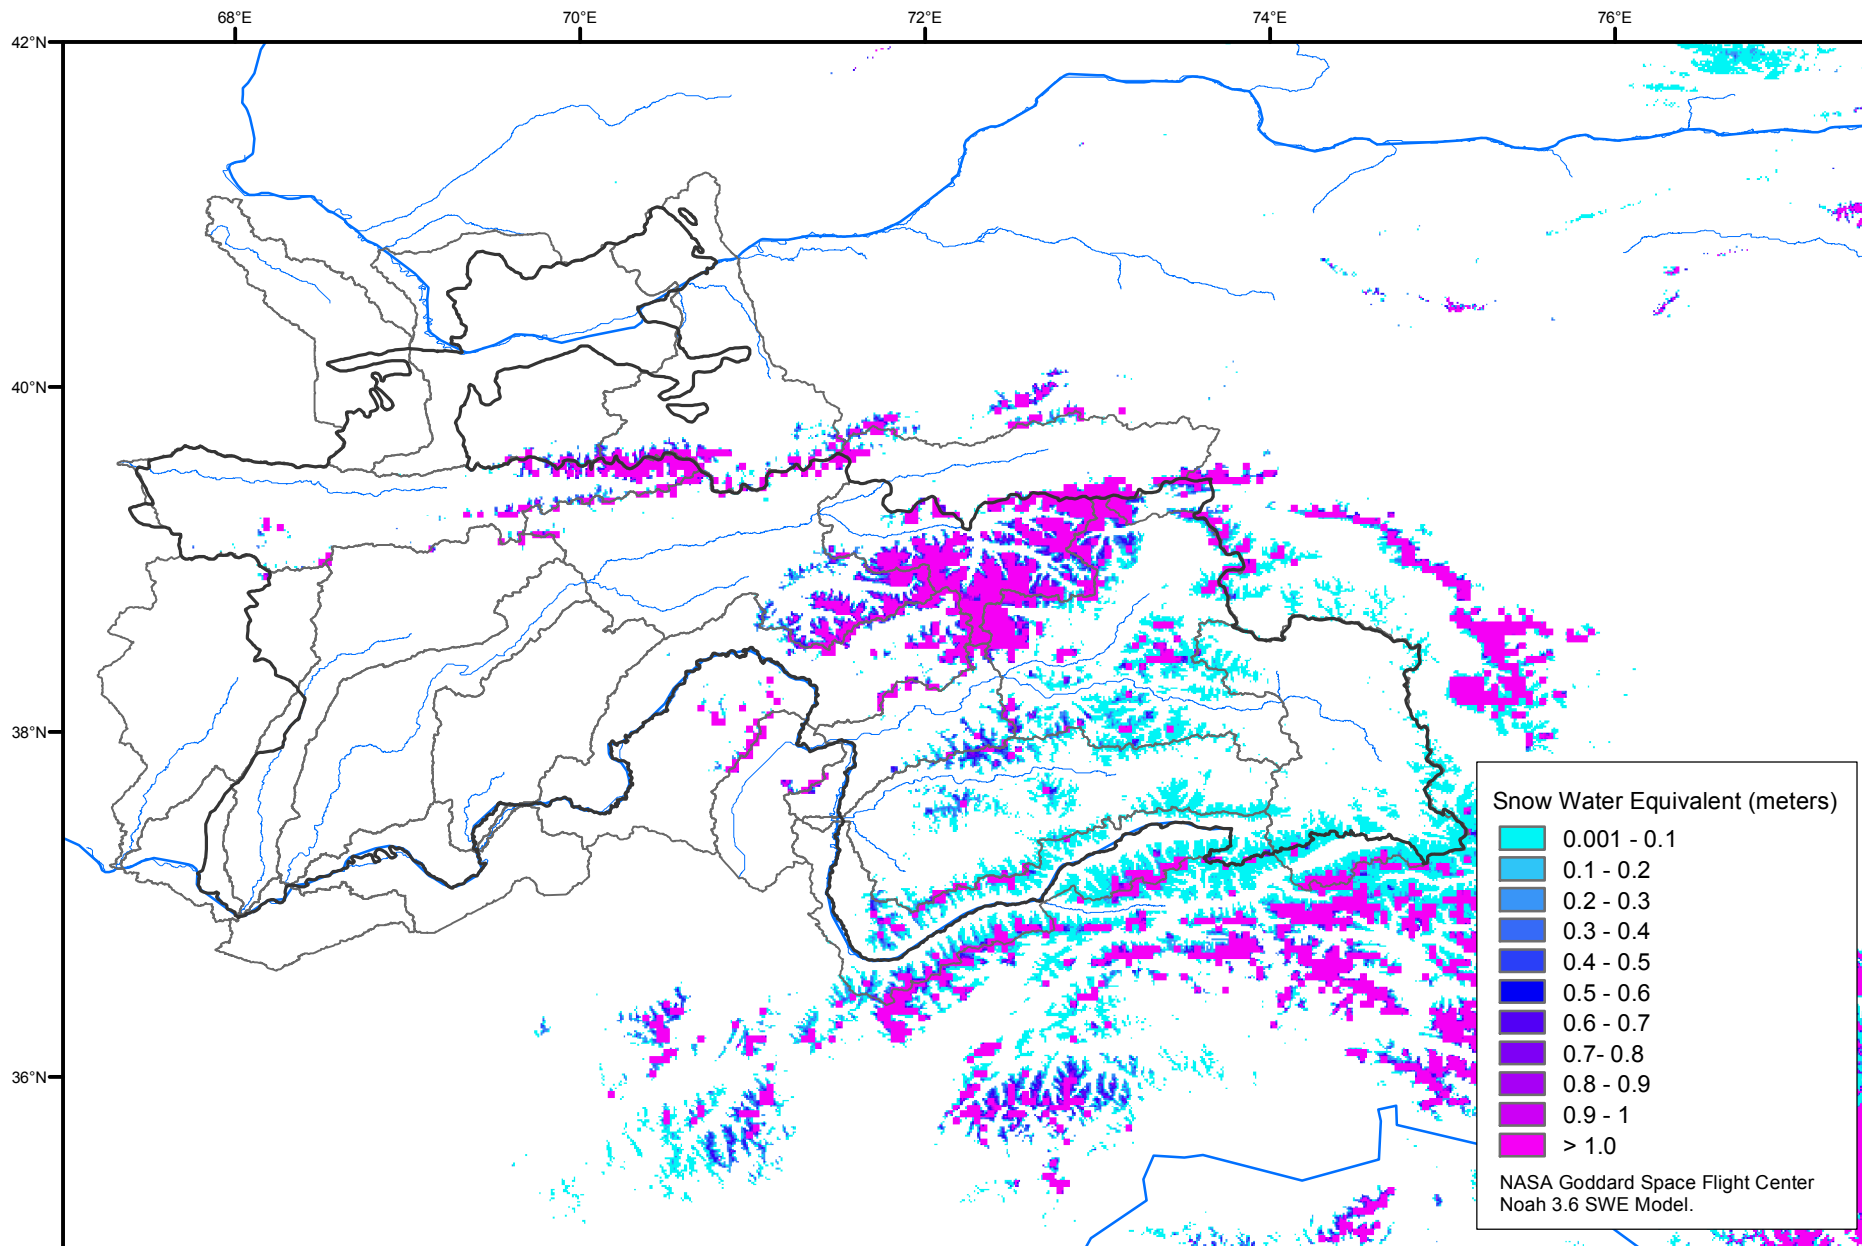 68°E
70°E
72°E
74°E
76°E
42°N
40°N
38°N
36°N
Snow Water Equivalent (meters)
0.001 - 0.1
0.1 - 0.2
0.2 - 0.3
0.3 - 0.4
0.4 - 0.5
0.5 - 0.6
0.6 - 0.7
0.7- 0.8
0.8 - 0.9
0.9 - 1
> 1.0
NASA Goddard Space Flight Center
Noah 3.6 SWE Model.